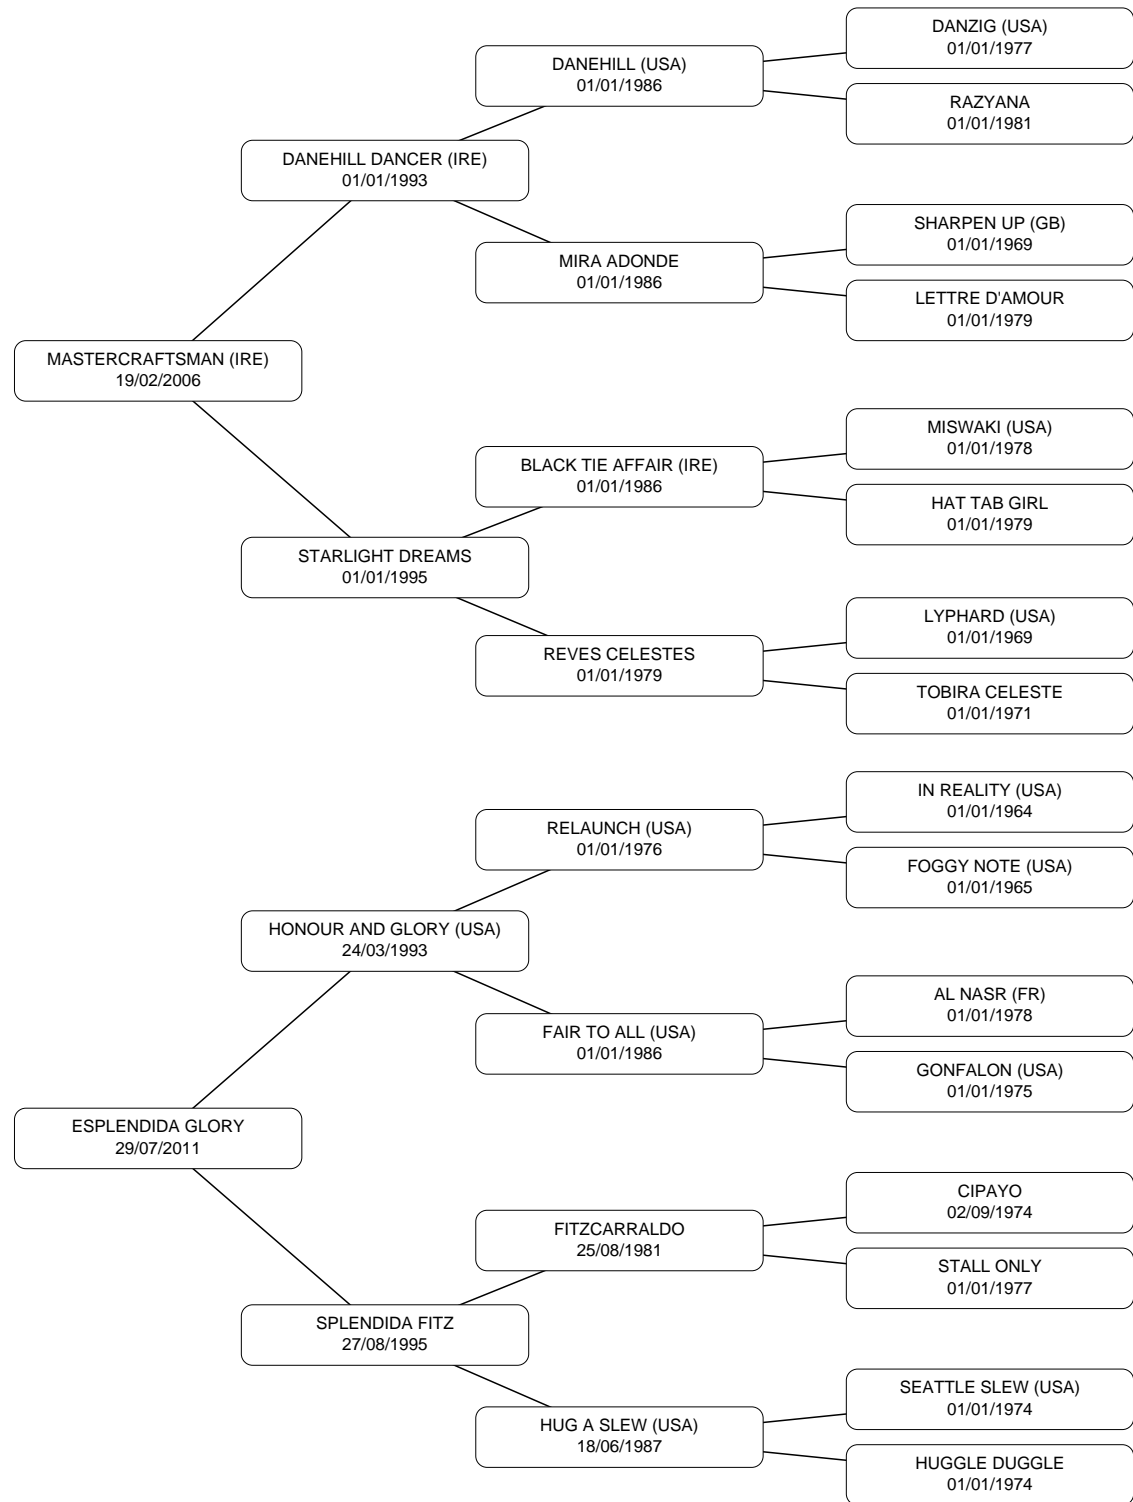 DANZIG (USA)
01/01/1977
DANEHILL (USA)
01/01/1986
RAZYANA
01/01/1981
DANEHILL DANCER (IRE)
01/01/1993
SHARPEN UP (GB)
01/01/1969
MIRA ADONDE
01/01/1986
LETTRE D'AMOUR
01/01/1979
MASTERCRAFTSMAN (IRE)
19/02/2006
MISWAKI (USA)
01/01/1978
BLACK TIE AFFAIR (IRE)
01/01/1986
HAT TAB GIRL
01/01/1979
STARLIGHT DREAMS
01/01/1995
LYPHARD (USA)
01/01/1969
REVES CELESTES
01/01/1979
TOBIRA CELESTE
01/01/1971
IN REALITY (USA)
01/01/1964
RELAUNCH (USA)
01/01/1976
FOGGY NOTE (USA)
01/01/1965
HONOUR AND GLORY (USA)
24/03/1993
AL NASR (FR)
01/01/1978
FAIR TO ALL (USA)
01/01/1986
GONFALON (USA)
01/01/1975
ESPLENDIDA GLORY
29/07/2011
CIPAYO
02/09/1974
FITZCARRALDO
25/08/1981
STALL ONLY
01/01/1977
SPLENDIDA FITZ
27/08/1995
SEATTLE SLEW (USA)
01/01/1974
HUG A SLEW (USA)
18/06/1987
HUGGLE DUGGLE
01/01/1974